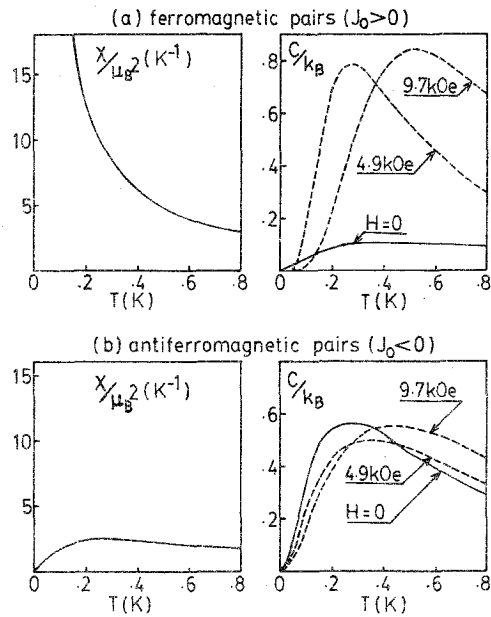 (a) ferromagnetic pairs (J₀>0)
χ/μB² (K⁻¹)
15
10
5
0 .2 .4 .6 .8
T(K)
C/kB
.8
.6
.4
.2
9.7kOe
4.9kOe
H=0
0 .2 .4 .6 .8
T(K)
(b) antiferromagnetic pairs (J₀<0)
χ/μB² (K⁻¹)
15
10
5
0 .2 .4 .6 .8
T(K)
C/kB
.6
.4
.2
9.7kOe
4.9kOe
H=0
0 .2 .4 .6 .8
T(K)